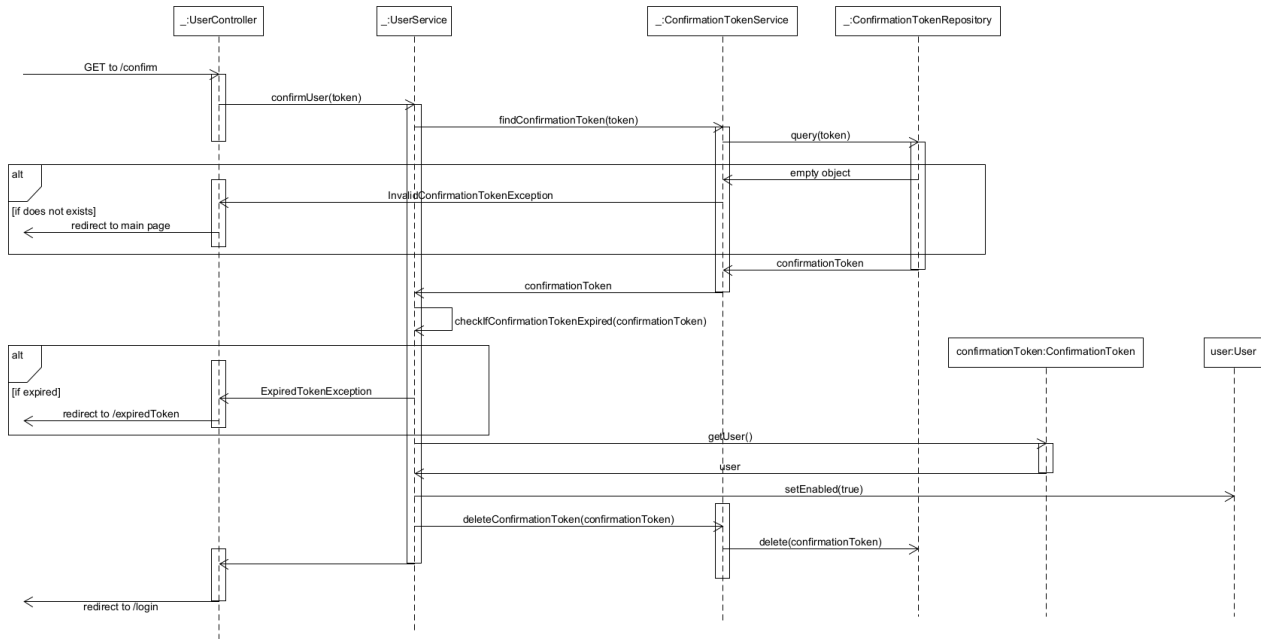 _:UserController
_:UserService
_:ConfirmationTokenService
_:ConfirmationTokenRepository
GET to /confirm
confirmUser(token)
findConfirmationToken(token)
query(token)
alt
empty object
InvalidConfirmationTokenException
[if does not exists]
redirect to main page
confirmationToken
confirmationToken
checkIfConfirmationTokenExpired(confirmationToken)
confirmationToken:ConfirmationToken
user:User
alt
[if expired]
ExpiredTokenException
redirect to /expiredToken
getUser()
user
setEnabled(true)
deleteConfirmationToken(confirmationToken)
delete(confirmationToken)
redirect to /login